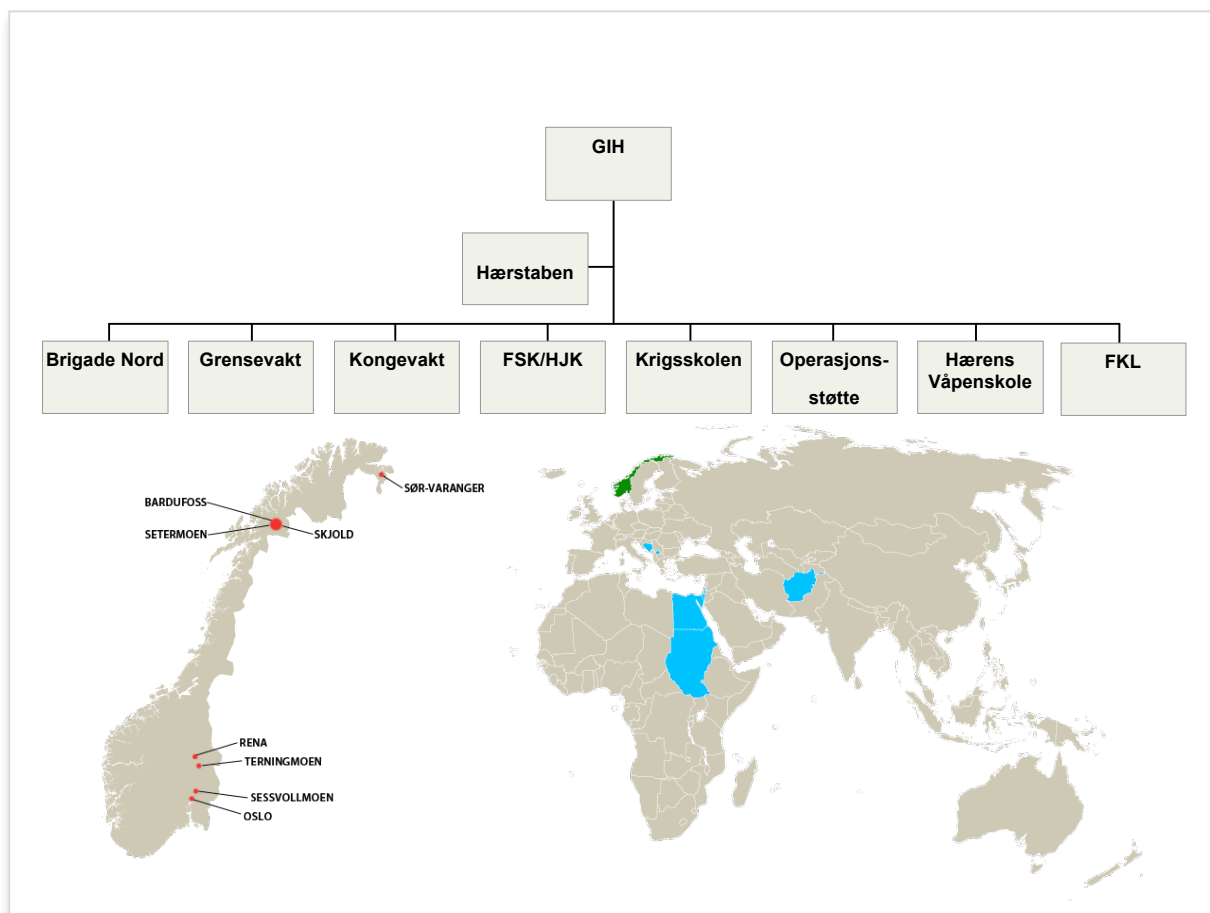 GIH
Hærstaben
Brigade Nord
Grensevakt
Kongevakt
FSK/HJK
Krigsskolen
Operasjons-
støtte
Hærens
Våpenskole
FKL
SØR-VARANGER
BARDUFOSS
SETERMOEN
SKJOLD
RENA
TERNINGMOEN
SESSVOLLMOEN
OSLO